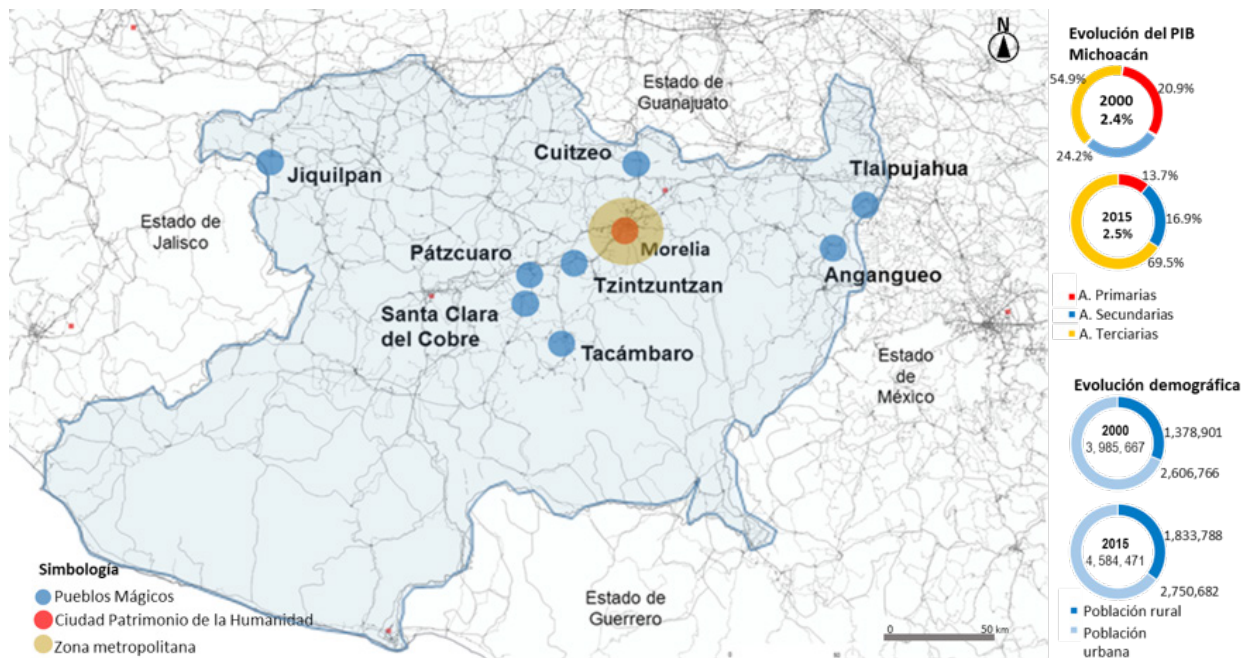 N
Estado de
Guanajuato
Cuitzeo
Tlalpujahua
Jiquilpan
Estado de
Jalisco
Morelia
Pátzcuaro
Tzintzuntzan
Angangueo
Santa Clara
del Cobre
Tacámbaro
Estado
de
México
Estado de
Guerrero
0
50 km
Simbología
Pueblos Mágicos
Ciudad Patrimonio de la Humanidad
Zona metropolitana
Evolución del PIB
Michoacán
54.9%
20.9%
2000
2.4%
24.2%
13.7%
2015
2.5%
16.9%
69.5%
A. Primarias
A. Secundarias
A. Terciarias
Evolución demográfica
2000
3,985,667
1,378,901
2,606,766
2015
4,584,471
1,833,788
2,750,682
Población rural
Población
urbana